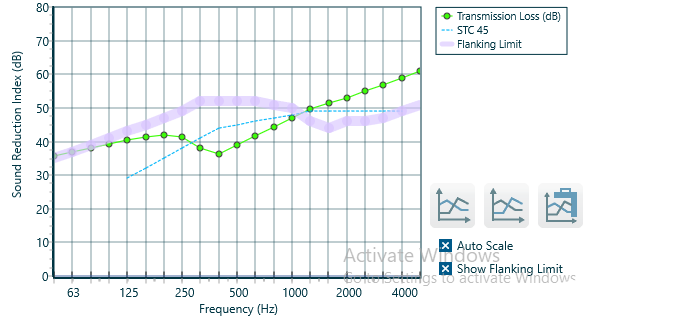 80
70
60
50
40
30
20
10
0
Sound Reduction Index (dB)
63 125 250 500 1000 2000 4000
Frequency (Hz)
Transmission Loss (dB)
STC 45
Flanking Limit
Auto Scale
Show Flanking Limit
Activate Windows
Go to Settings to activate Windows